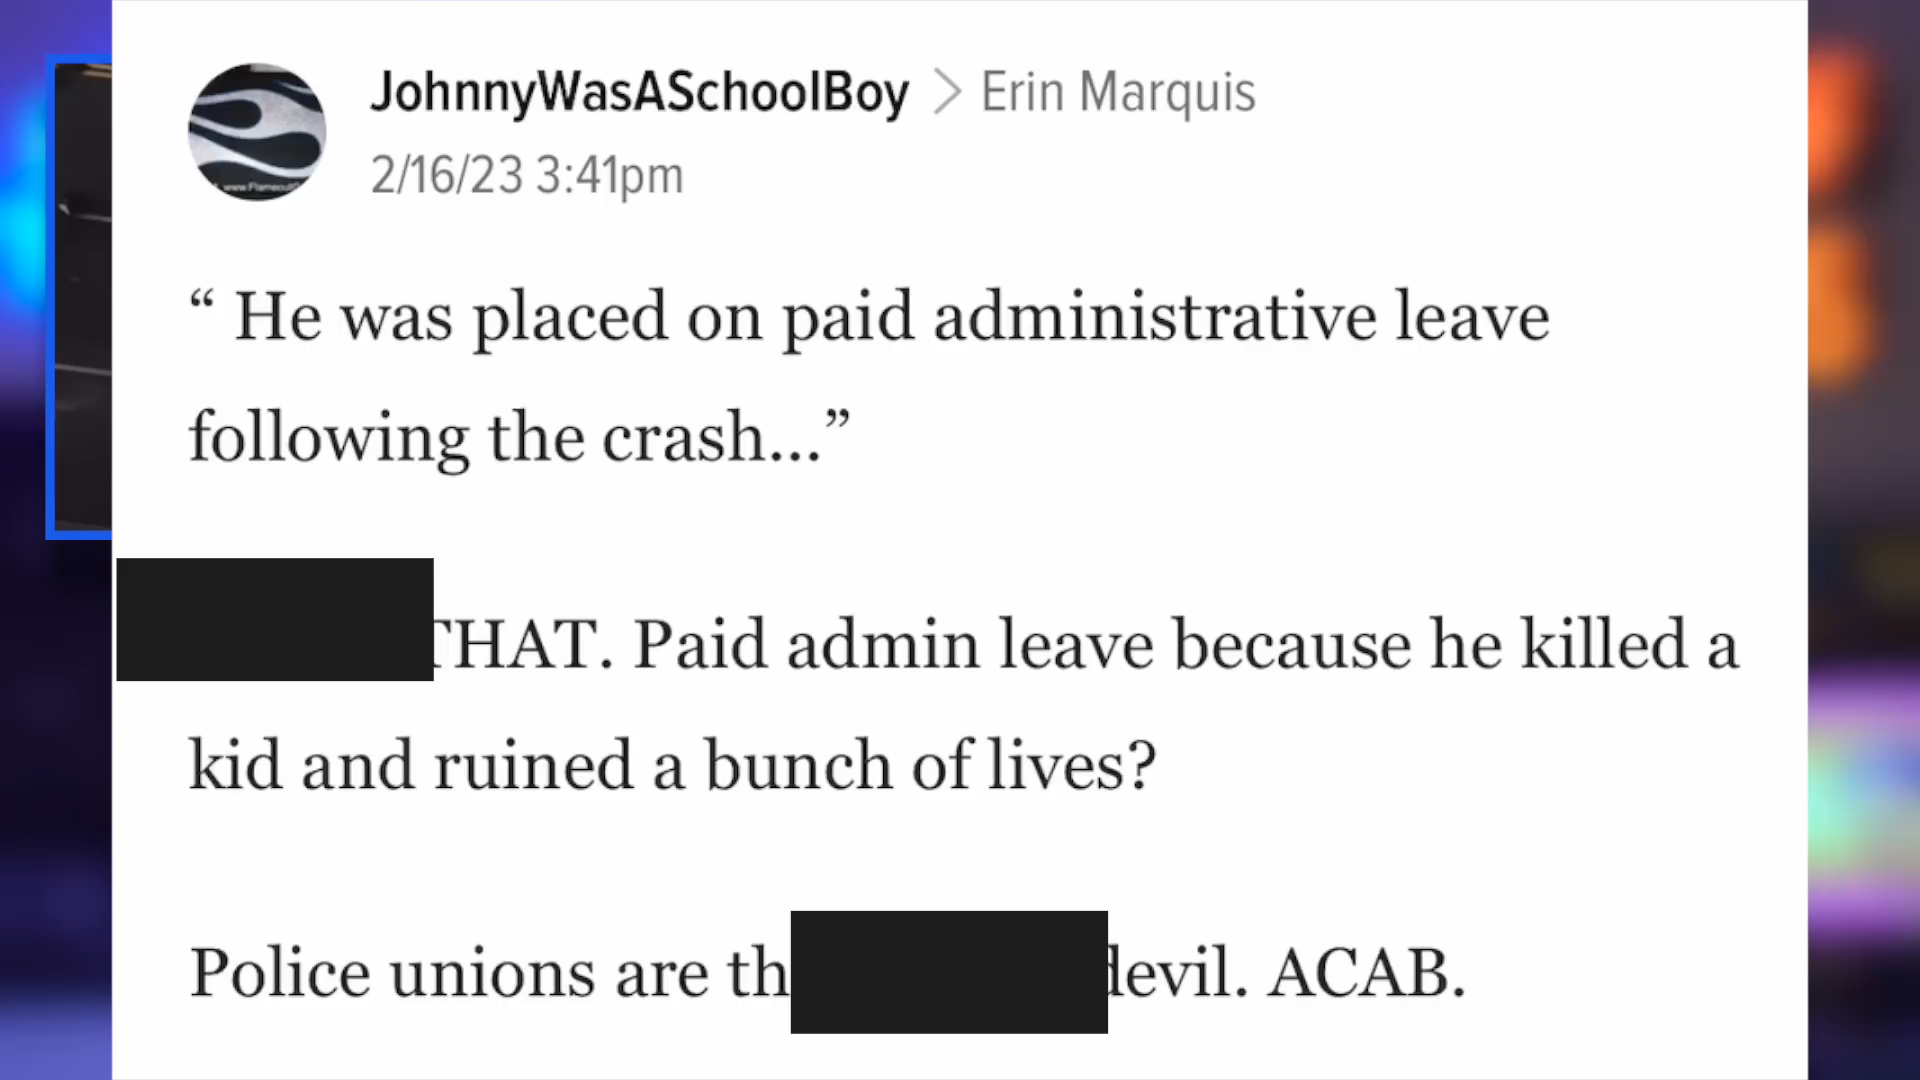 JohnnyWasASchoolBoy > Erin Marquis
2/16/23 3:41pm
“ He was placed on paid administrative leave
following the crash...”
THAT. Paid admin leave because he killed a
kid and ruined a bunch of lives?
Police unions are th devil. ACAB.